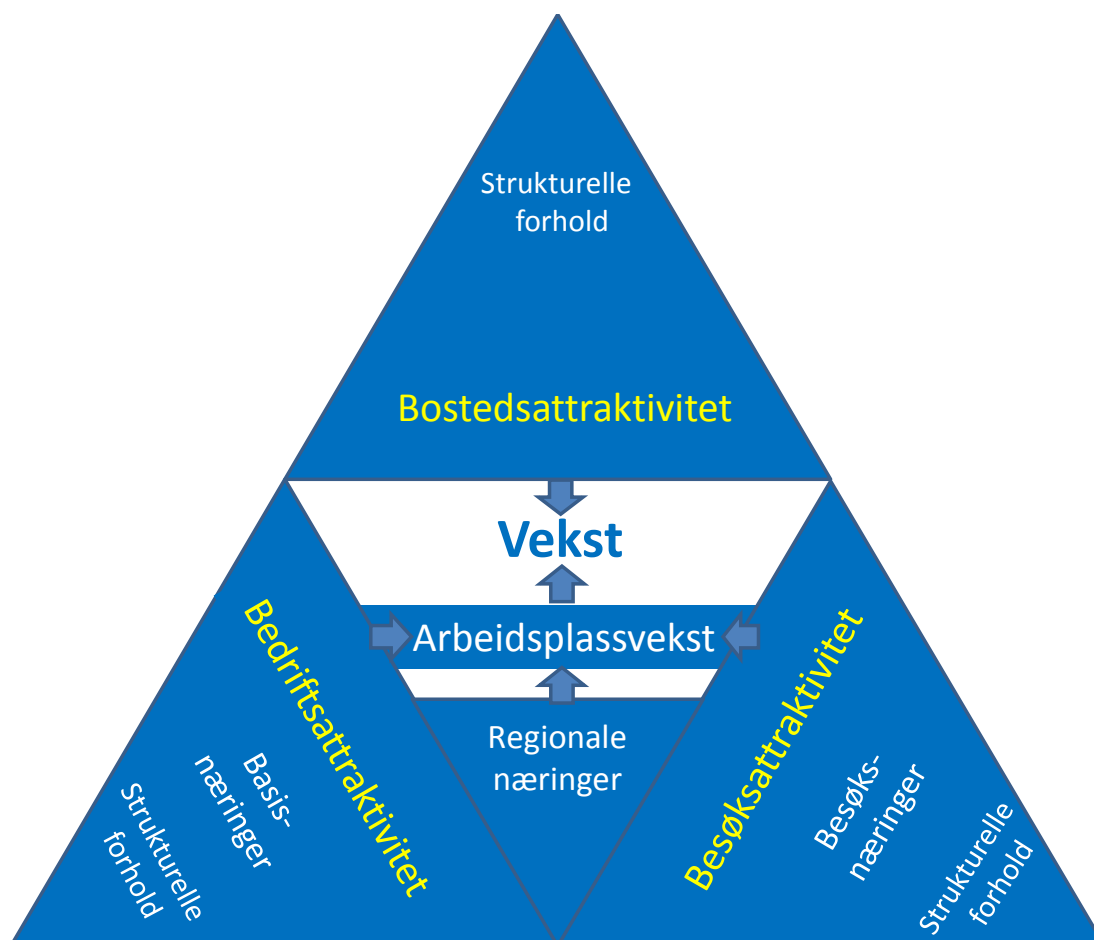 Strukturelle
forhold
Bostedsattraktivitet
Vekst
Arbeidsplassvekst
Regionale
næringer
Bedriftsattraktivitet
Basis-
næringer
Strukturelle
forhold
Besøksattraktivitet
Besøks-
næringer
Strukturelle
forhold